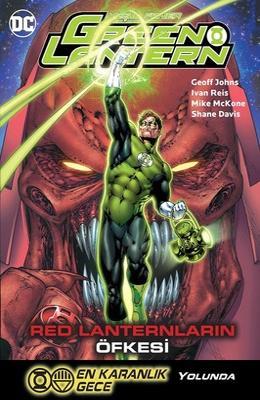 DC
GREEN
LANTERN
Geoff Johns
Ivan Reis
Mike McKone
Shane Davis
RED LANTERNLARIN
ÖFKESİ
EN KARANLIK
GECE
YOLUNDA